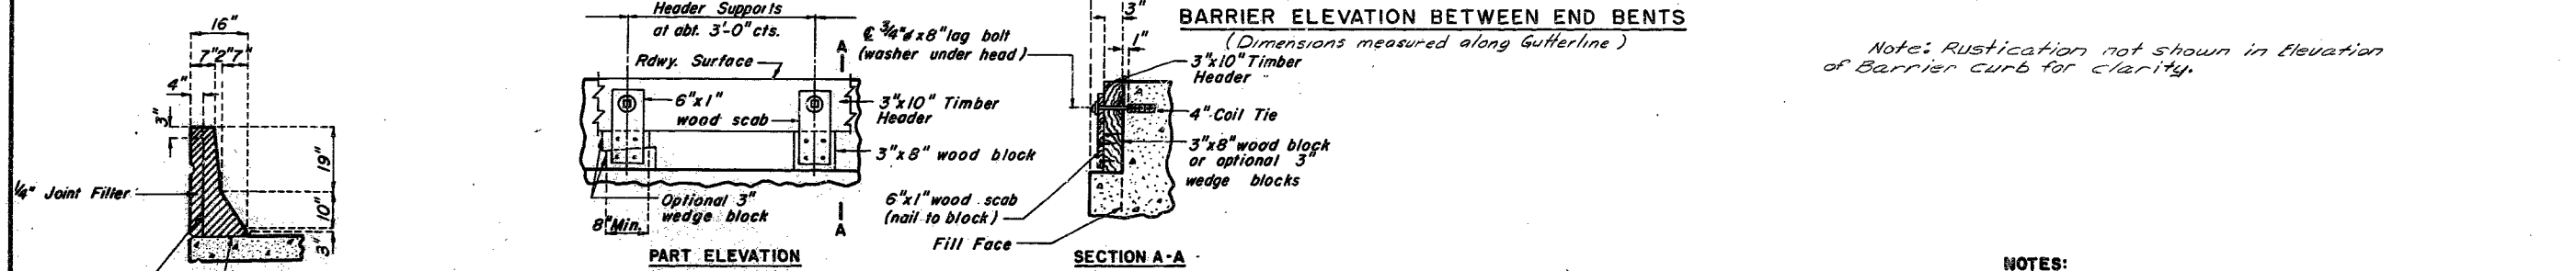 16"
7" 2" 7"
4"
3"
19"
10"
3"
1/4" Joint Filler
Header Supports
at abt. 3'-0" cts.
Rdwy. Surface
A
6"x1"
wood scab
3"x10" Timber
Header
3"x8" wood block
Optional 3"
wedge block
8" Min.
A
PART ELEVATION
℄ 3/4"ø x8" lag bolt
(washer under head)
3"
1"
3"x10" Timber
Header
4" Coil Tie
3"x8" wood block
or optional 3"
wedge blocks
6"x1" wood scab
(nail to block)
Fill Face
SECTION A-A
BARRIER ELEVATION BETWEEN END BENTS
(Dimensions measured along Gutterline)
Note: Rustication not shown in Elevation
of Barrier Curb for clarity.
NOTES: